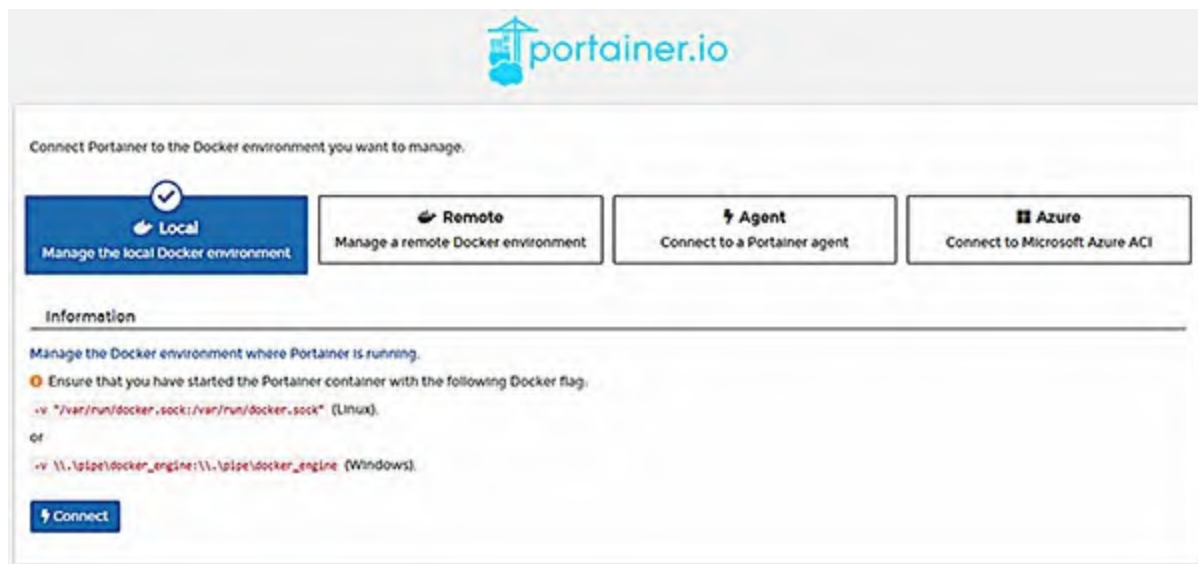 portainer.io
Connect Portainer to the Docker environment you want to manage.
Local
Manage the local Docker environment
Remote
Manage a remote Docker environment
Agent
Connect to a Portainer agent
Azure
Connect to Microsoft Azure ACI
Information
Manage the Docker environment where Portainer is running.
Ensure that you have started the Portainer container with the following Docker flag.
-v "/var/run/docker.sock:/var/run/docker.sock" (Linux).
or
-v \\.\pipe\docker_engine:\\.\pipe\docker_engine (Windows).
Connect